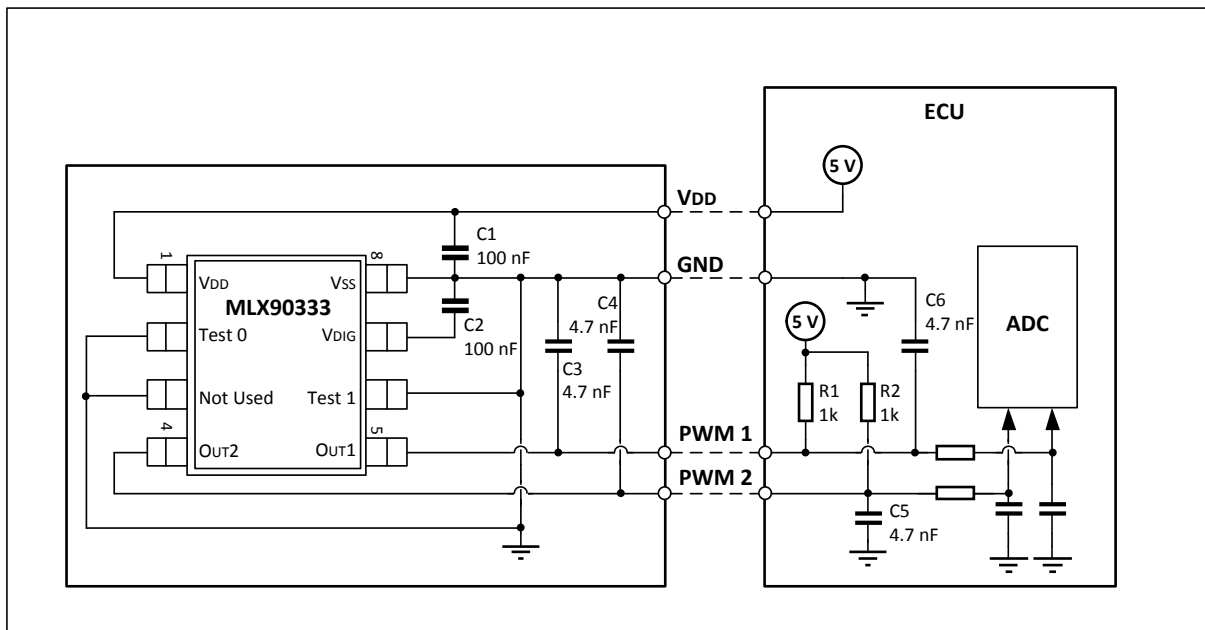 ECU
5 V
VDD
C1
100 nF
GND
1
8
VDD
VSS
MLX90333
C2
100 nF
C4
4.7 nF
C6
4.7 nF
5 V
ADC
Test 0
VDIG
C3
4.7 nF
R1
1k
R2
1k
Not Used
Test 1
4
5
OUT2
OUT1
PWM 1
PWM 2
C5
4.7 nF